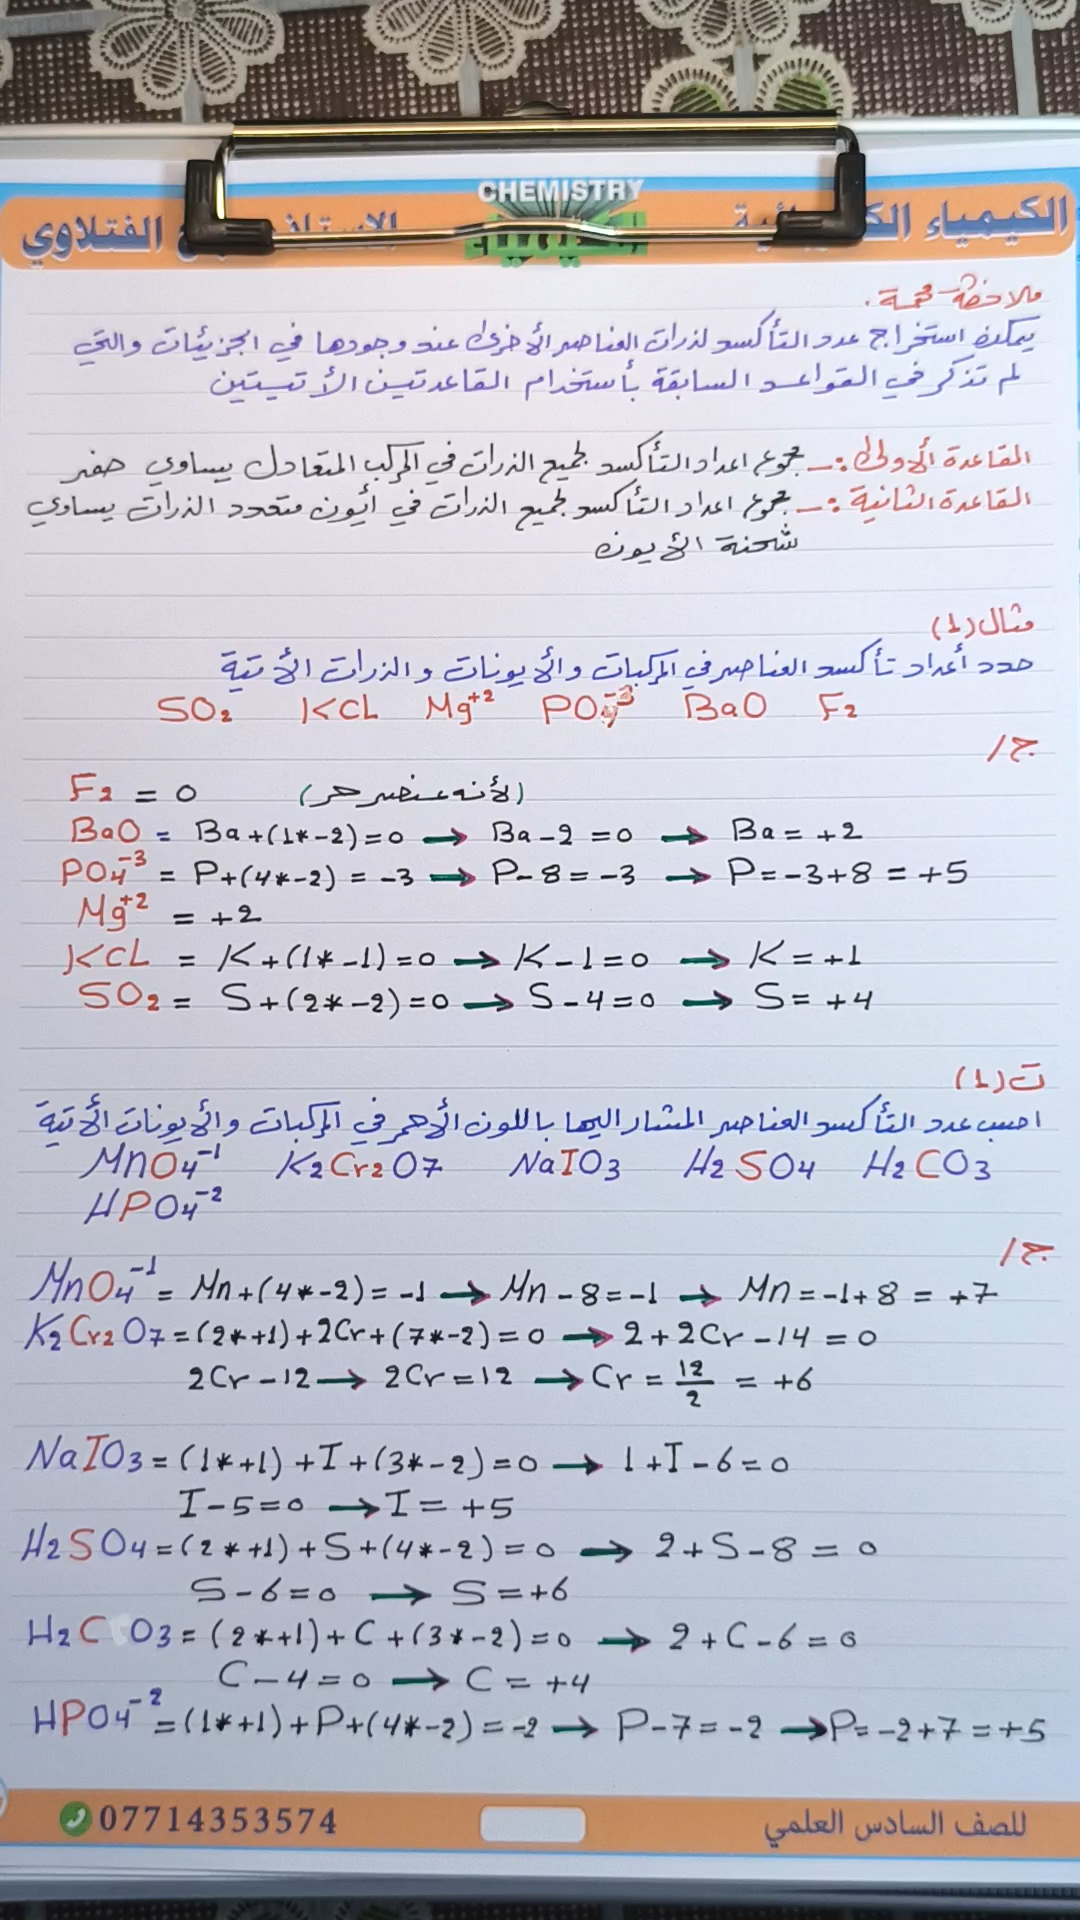 CHEMISTRY
الكيمياء
الفتلاوي
ملاحظة مهمة.
يمكن استخراج عدد التأكسد لذرات العناصر الأخرى عند وجودها في الجزيئات والتي
لم تذكر في القواعد السابقة بأستخدام القاعدتين الأتيتين
القاعدة الأولى :- مجموع اعداد التأكسد لجميع الذرات في المركب المتعادل يساوي صفر
القاعدة الثانية :- مجموع اعداد التأكسد لجميع الذرات في أيون متعدد الذرات يساوي
شحنة الأيون
مثال (1)
حدد أعداد تأكسد العناصر في المركبات والأيونات والذرات الأتية
SO₂ KCL Mg⁺² PO₄⁻³ BaO F₂
ج/
F₂ = 0 (لأنه عنصر حر)
BaO = Ba+(1*-2)=0 → Ba-2=0 → Ba=+2
PO₄⁻³ = P+(4*-2)=-3 → P-8=-3 → P=-3+8=+5
Mg⁺² = +2
KCL = K+(1*-1)=0 → K-1=0 → K=+1
SO₂ = S+(2*-2)=0 → S-4=0 → S=+4
ت (1)
احسب عدد التأكسد العناصر المشار اليها باللون الأحمر في المركبات والأيونات الأتية
MnO₄⁻¹ K₂Cr₂O₇ NaIO₃ H₂SO₄ H₂CO₃
HPO₄⁻²
ج/
MnO₄⁻¹ = Mn+(4*-2)=-1 → Mn-8=-1 → Mn=-1+8=+7
K₂Cr₂O₇=(2*+1)+2Cr+(7*-2)=0 → 2+2Cr-14=0
2Cr-12 → 2Cr=12 → Cr=12/2=+6
NaIO₃=(1*+1)+I+(3*-2)=0 → 1+I-6=0
I-5=0 → I=+5
H₂SO₄=(2*+1)+S+(4*-2)=0 → 2+S-8=0
S-6=0 → S=+6
H₂CO₃=(2*+1)+C+(3*-2)=0 → 2+C-6=0
C-4=0 → C=+4
HPO₄⁻²=(1*+1)+P+(4*-2)=-2 → P-7=-2 → P=-2+7=+5
07714353574 للصف السادس العلمي